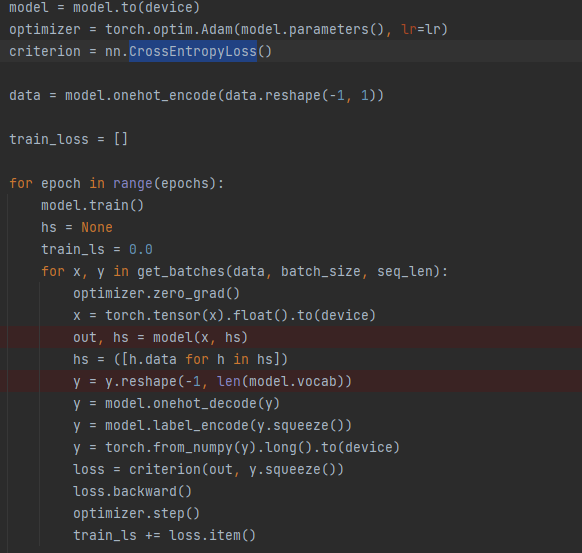 model = model.to(device)
optimizer = torch.optim.Adam(model.parameters(), lr=lr)
criterion = nn.CrossEntropyLoss()
data = model.onehot_encode(data.reshape(-1, 1))
train_loss = []
for epoch in range(epochs):
    model.train()
    hs = None
    train_ls = 0.0
    for x, y in get_batches(data, batch_size, seq_len):
        optimizer.zero_grad()
        x = torch.tensor(x).float().to(device)
        out, hs = model(x, hs)
        hs = ([h.data for h in hs])
        y = y.reshape(-1, len(model.vocab))
        y = model.onehot_decode(y)
        y = model.label_encode(y.squeeze())
        y = torch.from_numpy(y).long().to(device)
        loss = criterion(out, y.squeeze())
        loss.backward()
        optimizer.step()
        train_ls += loss.item()